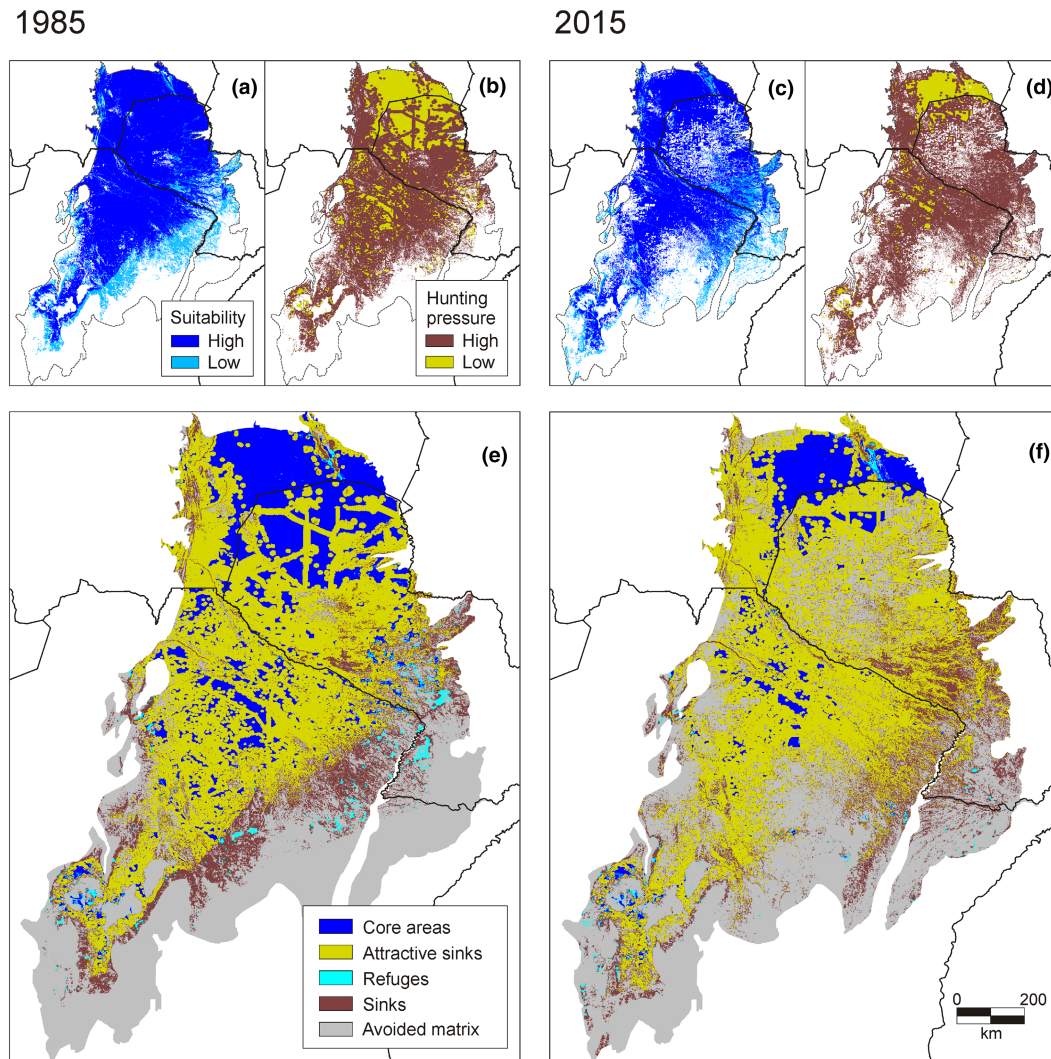 1985
2015
(a)
(b)
(c)
(d)
Suitability
High
Low
Hunting
pressure
High
Low
(e)
(f)
Core areas
Attractive sinks
Refuges
Sinks
Avoided matrix
0 200
km